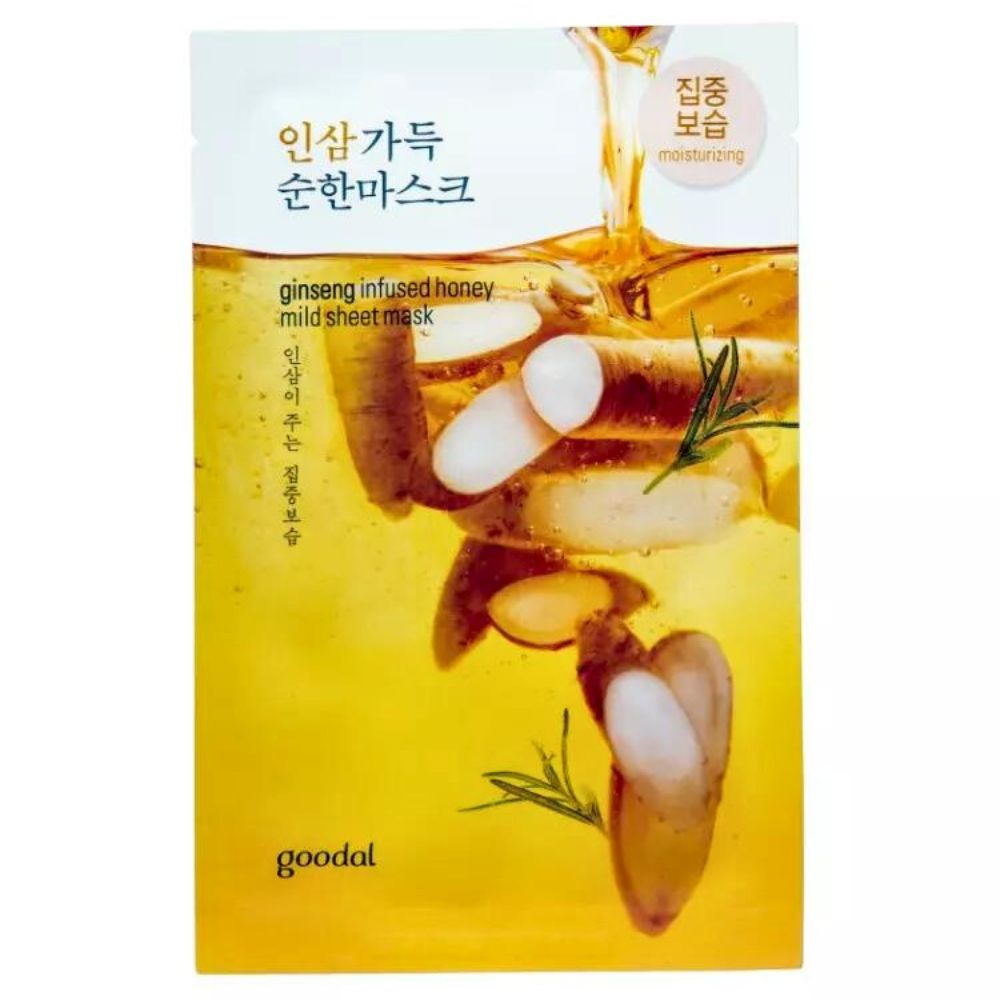 인삼가득
순한마스크
집중
보습
moisturizing
ginseng infused honey
mild sheet mask
인삼이 주는 집중보습
goodal